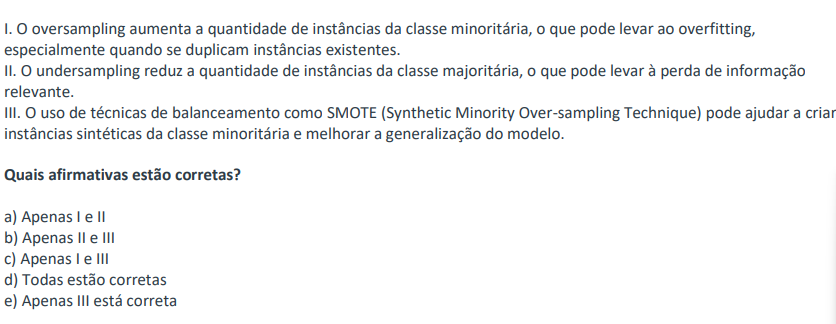 I. O oversampling aumenta a quantidade de instâncias da classe minoritária, o que pode levar ao overfitting,
especialmente quando se duplicam instâncias existentes.
II. O undersampling reduz a quantidade de instâncias da classe majoritária, o que pode levar à perda de informação
relevante.
III. O uso de técnicas de balanceamento como SMOTE (Synthetic Minority Over-sampling Technique) pode ajudar a criar
instâncias sintéticas da classe minoritária e melhorar a generalização do modelo.
Quais afirmativas estão corretas?
a) Apenas I e II
b) Apenas II e III
c) Apenas I e III
d) Todas estão corretas
e) Apenas III está correta